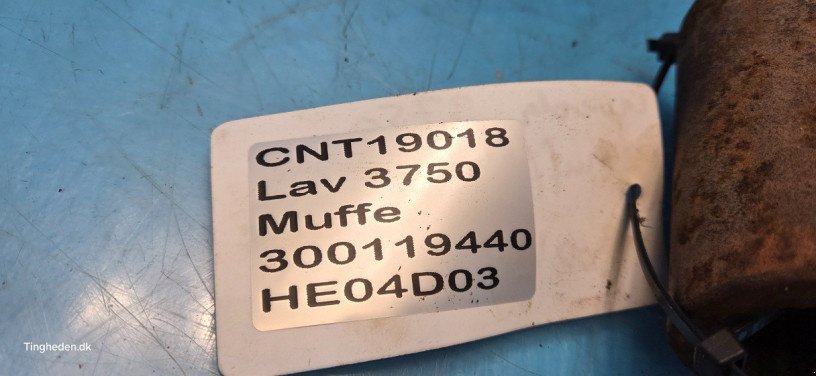 CNT19018
Lav 3750
Muffe
300119440
HE04D03
Tingheden.dk